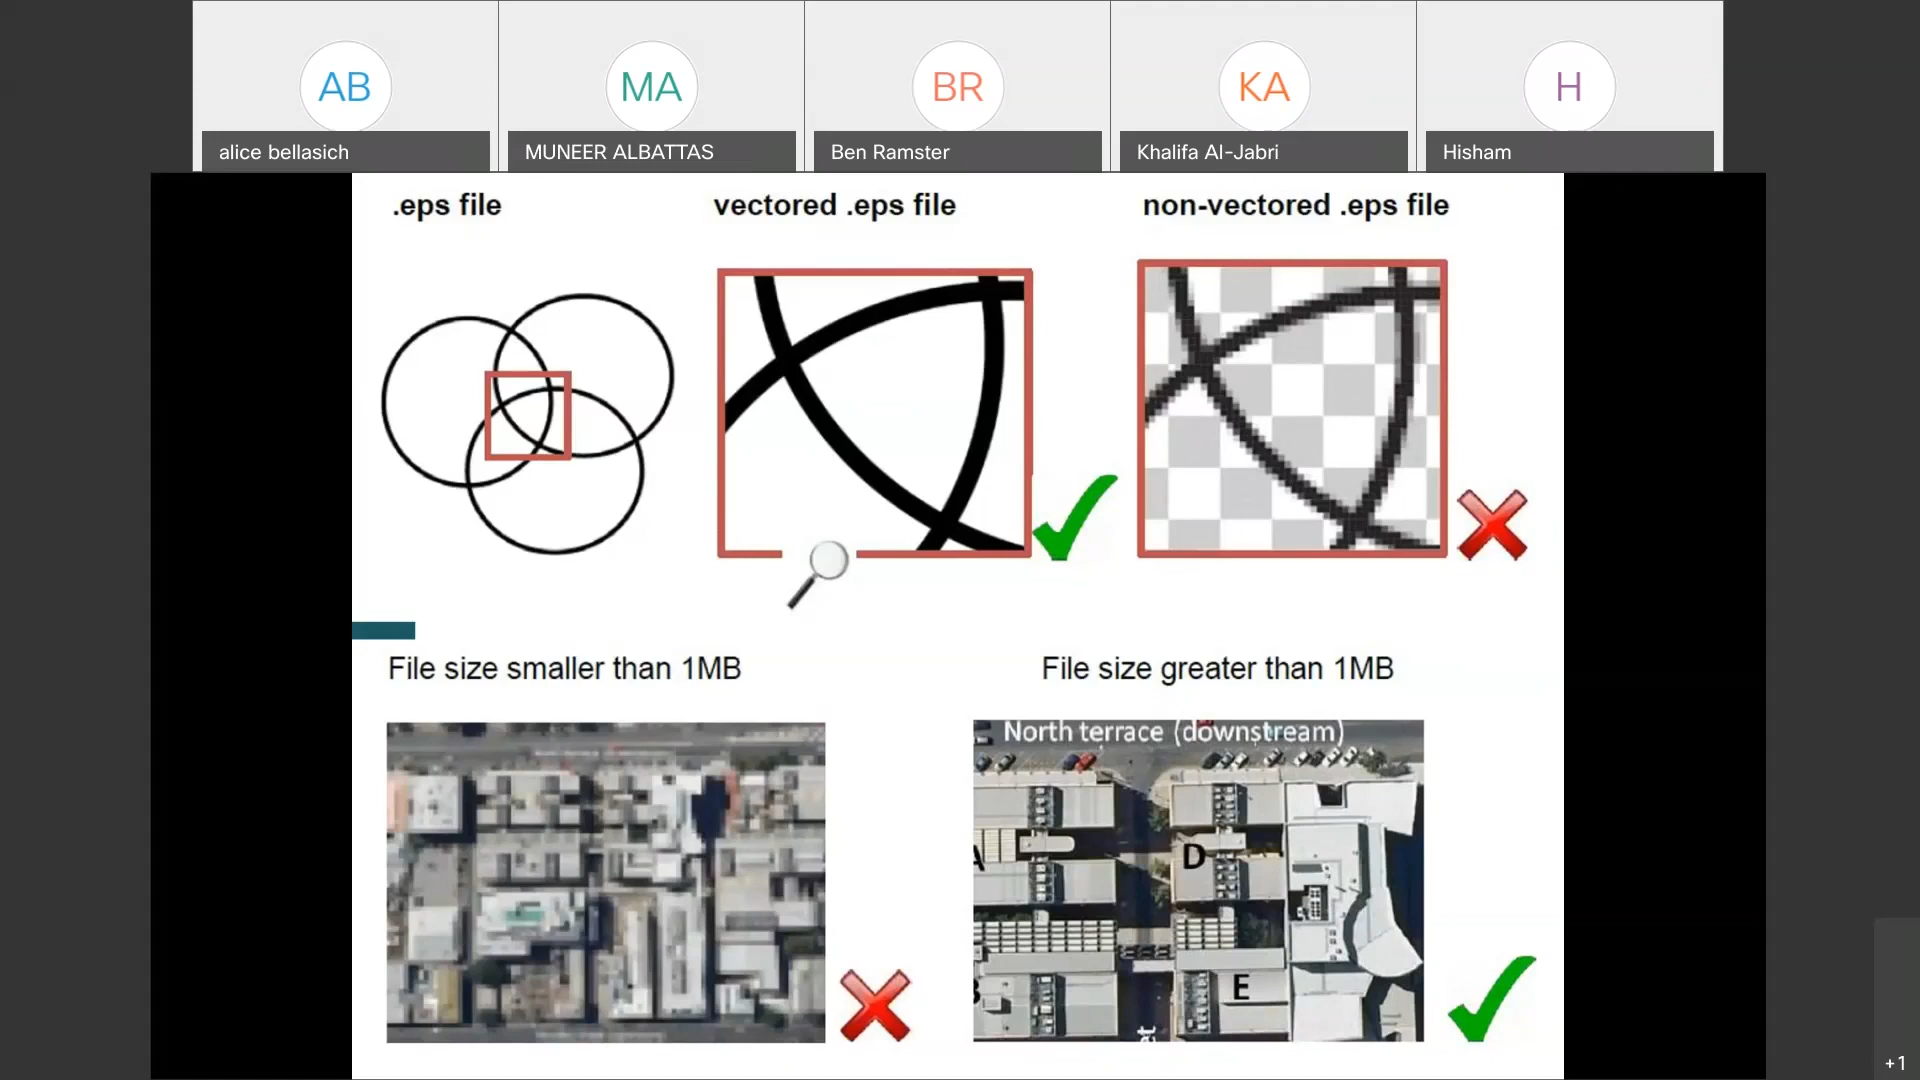 AB
MA
BR
KA
H
alice bellasich
MUNEER ALBATTAS
Ben Ramster
Khalifa Al-Jabri
Hisham
.eps file
vectored .eps file
non-vectored .eps file
File size smaller than 1MB
File size greater than 1MB
North terrace (downstream)
A
D
B
E
+1